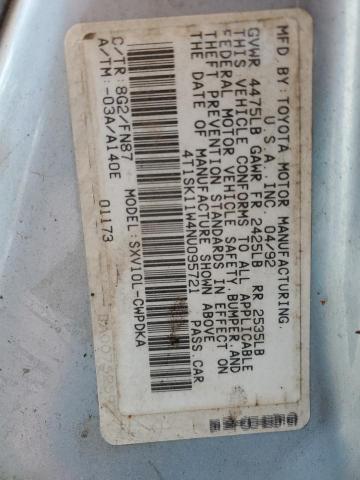 MFD BY:TOYOTA MOTOR MANUFACTURING.
U.S.A. INC 04/92
GVWR 4475LB GAWR FR 2425LB RR 2535LB
THIS VEHICLE CONFORMS TO ALL APPLICABLE
FEDERAL MOTOR VEHICLE SAFETY.BUMPER.AND
THEFT PREVENTION STANDARDS IN EFFECT ON
THE DATE OF MANUFACTURE SHOWN ABOVE.
4T1SK11W4NU095721 PASS.CAR
MODEL:SXV10L-CWPDKA
C/TR: 8G2/FN87
A/TM: -03A/A140E 01173